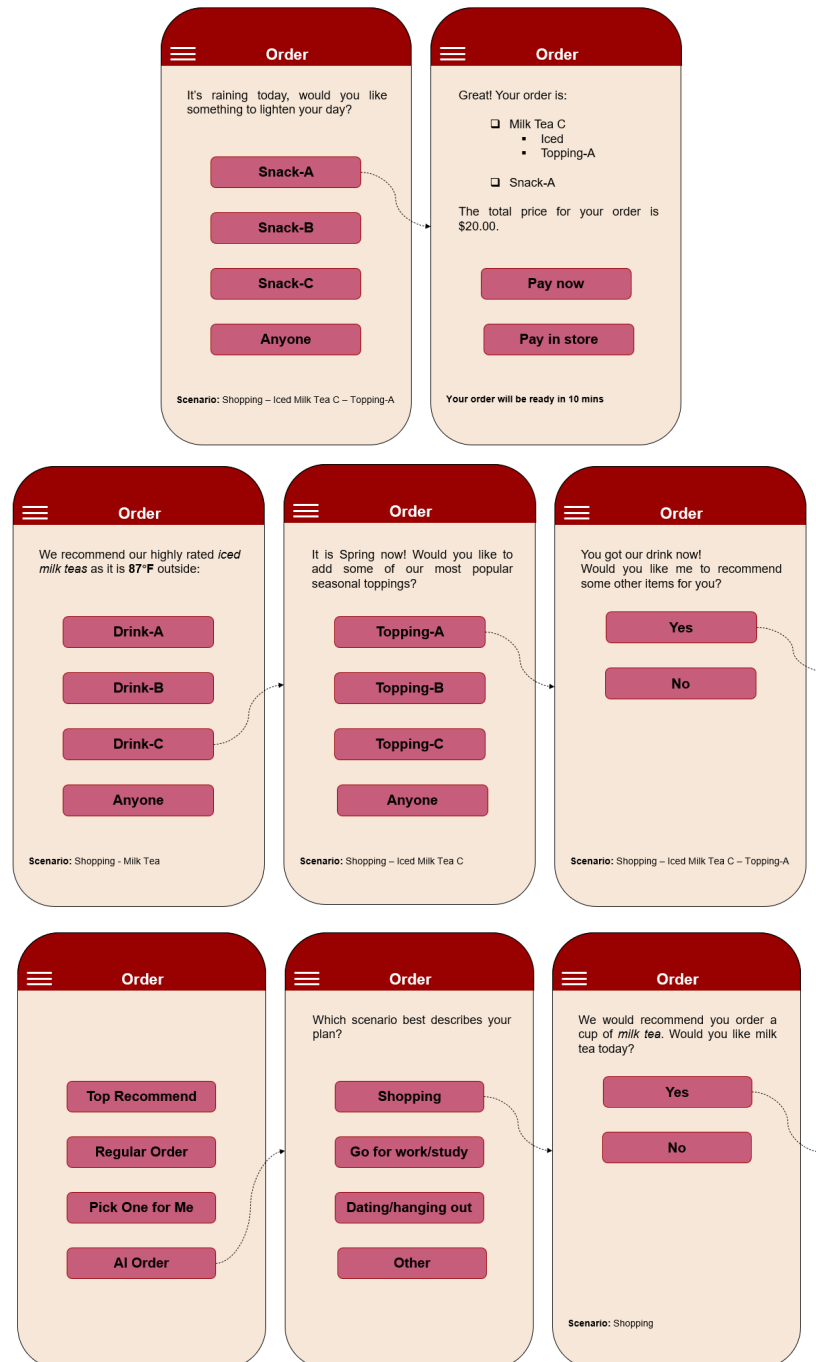 Order
It's raining today, would you like
something to lighten your day?
Snack-A
Snack-B
Snack-C
Anyone
Scenario: Shopping – Iced Milk Tea C – Topping-A
Order
Great! Your order is:
Milk Tea C
Iced
Topping-A
Snack-A
The total price for your order is
$20.00.
Pay now
Pay in store
Your order will be ready in 10 mins
Order
We recommend our highly rated iced
milk teas as it is 87°F outside:
Drink-A
Drink-B
Drink-C
Anyone
Scenario: Shopping - Milk Tea
Order
It is Spring now! Would you like to
add some of our most popular
seasonal toppings?
Topping-A
Topping-B
Topping-C
Anyone
Scenario: Shopping – Iced Milk Tea C
Order
You got our drink now!
Would you like me to recommend
some other items for you?
Yes
No
Scenario: Shopping – Iced Milk Tea C – Topping-A
Order
Top Recommend
Regular Order
Pick One for Me
AI Order
Order
Which scenario best describes your
plan?
Shopping
Go for work/study
Dating/hanging out
Other
Order
We would recommend you order a
cup of milk tea. Would you like milk
tea today?
Yes
No
Scenario: Shopping